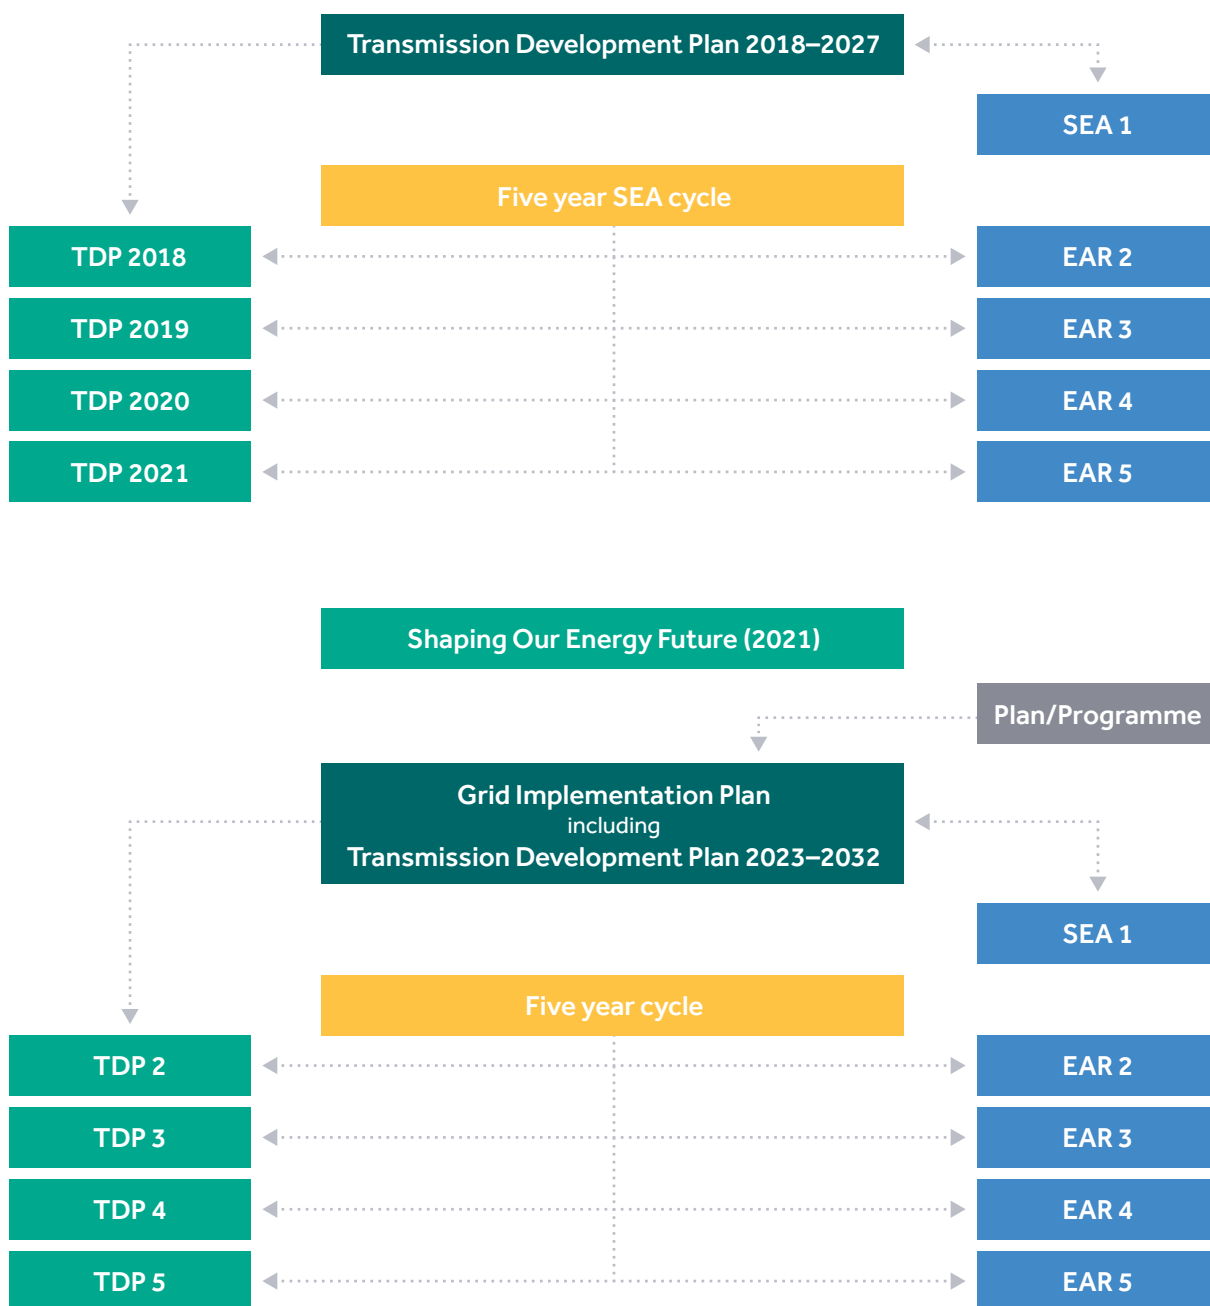 Transmission Development Plan 2018–2027
SEA 1
Five year SEA cycle
TDP 2018
EAR 2
TDP 2019
EAR 3
TDP 2020
EAR 4
TDP 2021
EAR 5
Shaping Our Energy Future (2021)
Plan/Programme
Grid Implementation Plan
including
Transmission Development Plan 2023–2032
SEA 1
Five year cycle
TDP 2
EAR 2
TDP 3
EAR 3
TDP 4
EAR 4
TDP 5
EAR 5